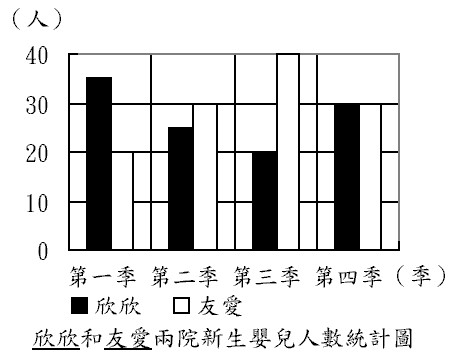 （人）
40
30
20
10
0
第一季 第二季 第三季 第四季（季）
欣欣 友愛
欣欣和友愛兩院新生嬰兒人數統計圖